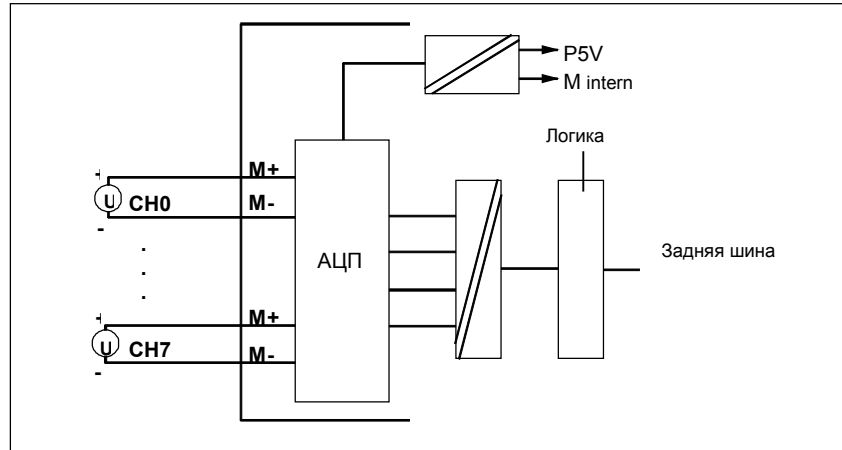 P5V
M intern
Логика
+
M+
U CH0
M-
-
.
.
.
АЦП
Задняя шина
+
M+
U CH7
M-
-